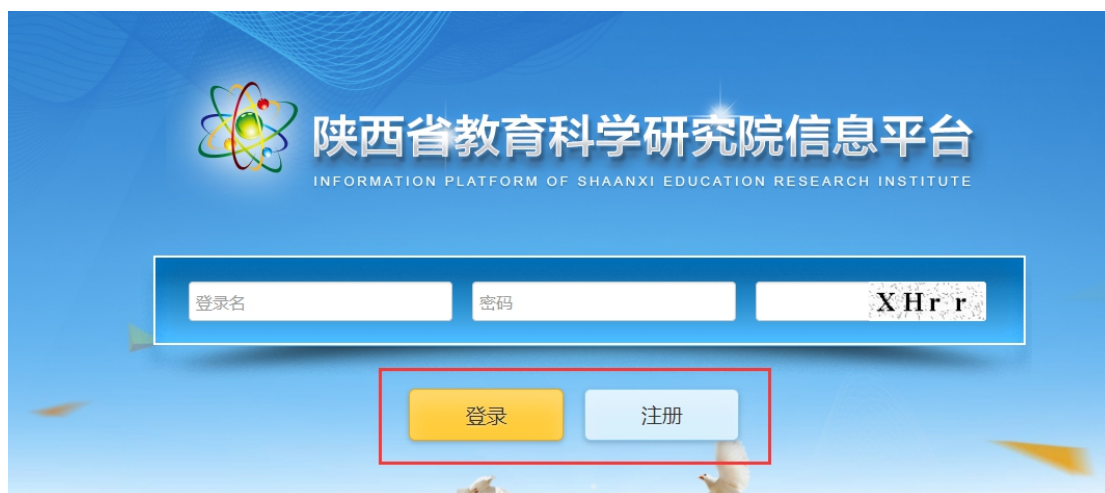 陕西省教育科学研究院信息平台
INFORMATION PLATFORM OF SHAANXI EDUCATION RESEARCH INSTITUTE
登录名 密码 XHrr
登录 注册